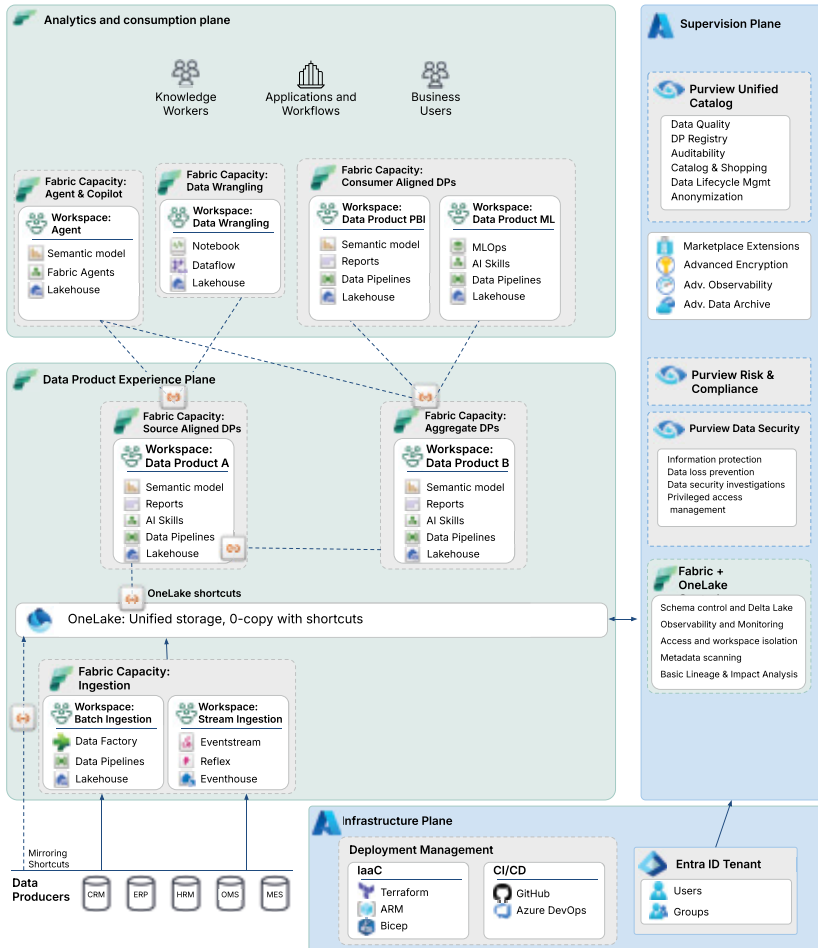 Analytics and consumption plane
Knowledge
Workers
Applications and
Workflows
Business
Users
Fabric Capacity:
Agent & Copilot
Workspace:
Agent
Semantic model
Fabric Agents
Lakehouse
Fabric Capacity:
Data Wrangling
Workspace:
Data Wrangling
Notebook
Dataflow
Lakehouse
Fabric Capacity:
Consumer Aligned DPs
Workspace:
Data Product PBI
Semantic model
Reports
Data Pipelines
Lakehouse
Workspace:
Data Product ML
MLOps
AI Skills
Data Pipelines
Lakehouse
Data Product Experience Plane
Fabric Capacity:
Source Aligned DPs
Workspace:
Data Product A
Semantic model
Reports
AI Skills
Data Pipelines
Lakehouse
Fabric Capacity:
Aggregate DPs
Workspace:
Data Product B
Semantic model
Reports
AI Skills
Data Pipelines
Lakehouse
OneLake shortcuts
OneLake: Unified storage, 0-copy with shortcuts
Fabric Capacity:
Ingestion
Workspace:
Batch Ingestion
Data Factory
Data Pipelines
Lakehouse
Workspace:
Stream Ingestion
Eventstream
Reflex
Eventhouse
Mirroring
Shortcuts
Data
Producers
CRM
ERP
HRM
OMS
MES
Supervision Plane
Purview Unified
Catalog
Data Quality
DP Registry
Auditability
Catalog & Shopping
Data Lifecycle Mgmt
Anonymization
Marketplace Extensions
Advanced Encryption
Adv. Observability
Adv. Data Archive
Purview Risk &
Compliance
Purview Data Security
Information protection
Data loss prevention
Data security investigations
Privileged access
management
Fabric +
OneLake
Schema control and Delta Lake
Observability and Monitoring
Access and workspace isolation
Metadata scanning
Basic Lineage & Impact Analysis
Infrastructure Plane
Deployment Management
IaaC
Terraform
ARM
Bicep
CI/CD
GitHub
Azure DevOps
Entra ID Tenant
Users
Groups